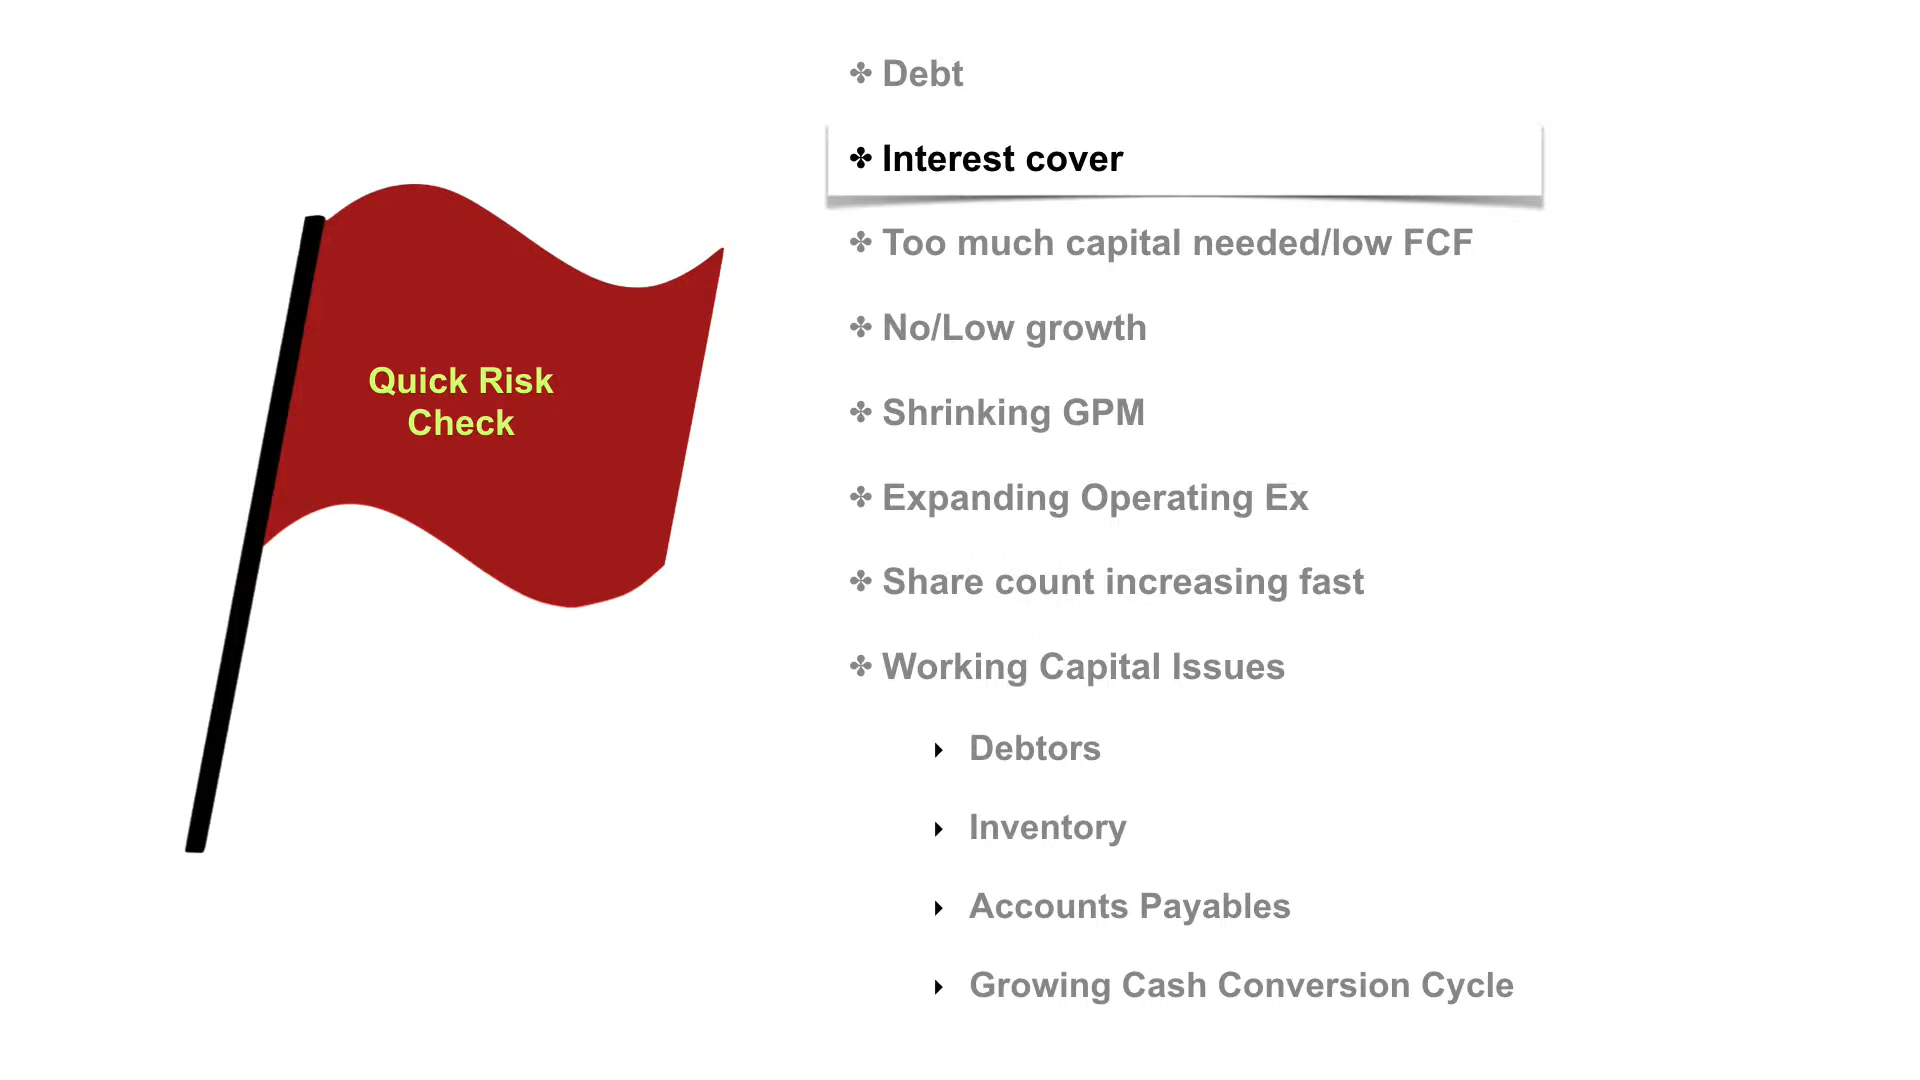 Quick Risk
Check
✤ Debt
✤ Interest cover
✤ Too much capital needed/low FCF
✤ No/Low growth
✤ Shrinking GPM
✤ Expanding Operating Ex
✤ Share count increasing fast
✤ Working Capital Issues
‣ Debtors
‣ Inventory
‣ Accounts Payables
‣ Growing Cash Conversion Cycle